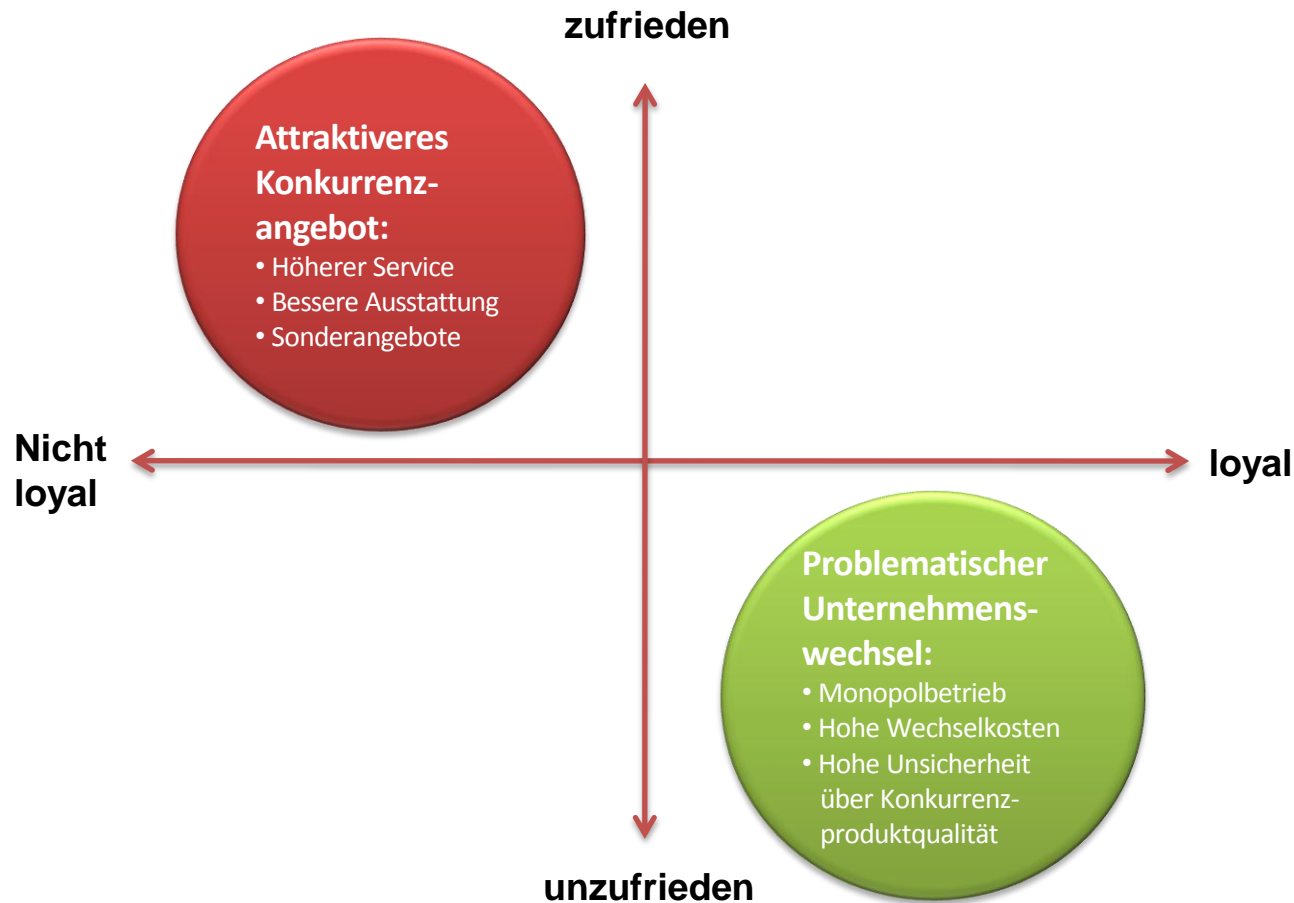 zufrieden
Attraktiveres
Konkurrenz-
angebot:
• Höherer Service
• Bessere Ausstattung
• Sonderangebote
Nicht
loyal
loyal
Problematischer
Unternehmens-
wechsel:
• Monopolbetrieb
• Hohe Wechselkosten
• Hohe Unsicherheit
über Konkurrenz-
produktqualität
unzufrieden